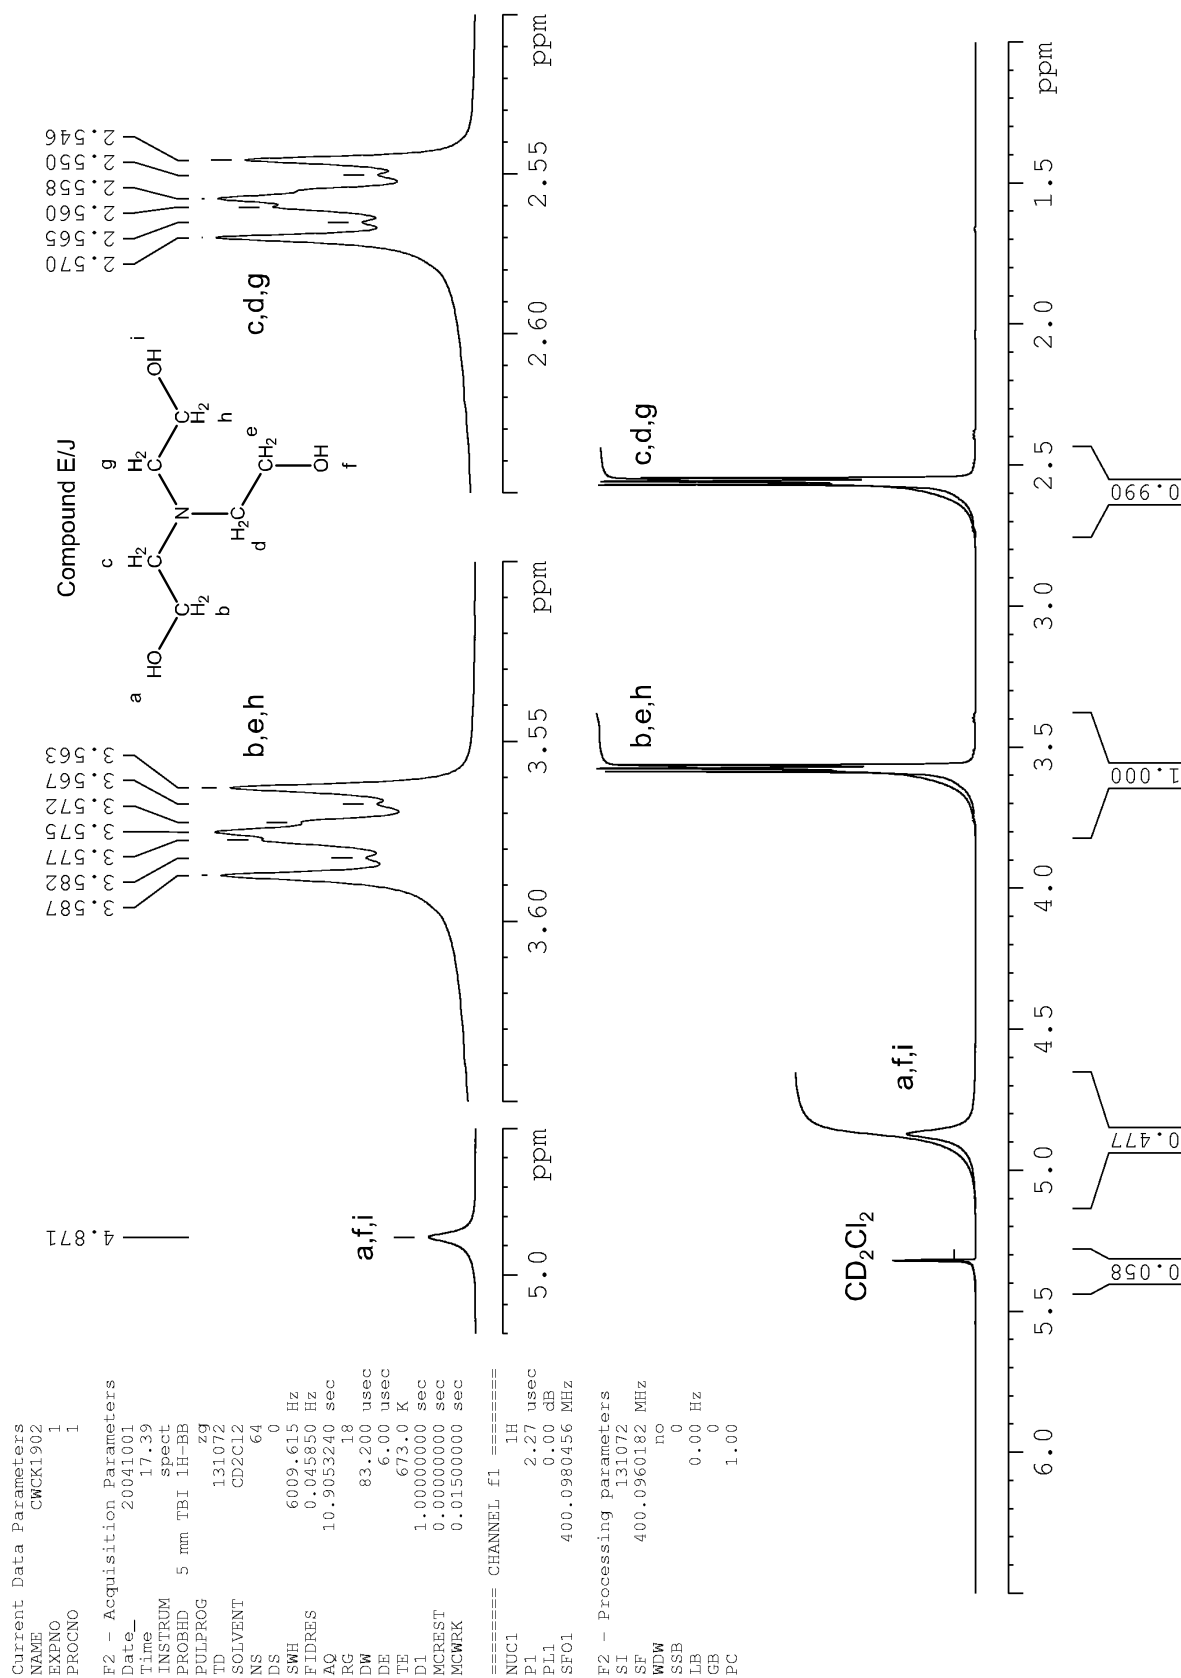 Current Data Parameters
NAME CWCK1902
EXPNO 1
PROCNO 1
F2 - Acquisition Parameters
Date_ 20041001
Time 17.39
INSTRUM spect
PROBHD 5 mm TBI 1H-BB
PULPROG zg
TD 131072
SOLVENT CD2Cl2
NS 64
DS 0
SWH 6009.615 Hz
FIDRES 0.045850 Hz
AQ 10.9053240 sec
RG 18
DW 83.200 usec
DE 6.00 usec
TE 673.0 K
D1 1.00000000 sec
MCREST 0.00000000 sec
MCWRK 0.01500000 sec
======== CHANNEL f1 ========
NUC1 1H
P1 2.27 usec
PL1 0.00 dB
SFO1 400.0980456 MHz
F2 - Processing parameters
SI 131072
SF 400.0960182 MHz
WDW no
SSB 0
LB 0.00 Hz
GB 0
PC 1.00
4.871
a,f,i
5.0 ppm
3.587
3.582
3.577
3.575
3.572
3.567
3.563
b,e,h
3.60 3.55 ppm
Compound E/J
a
HO
b
CH2
c
H2C
N
g
H2C
h
CH2
i
OH
d
H2C
e
CH2
f
OH
2.570
2.565
2.560
2.558
2.550
2.546
c,d,g
2.60 2.55 ppm
CD2Cl2
a,f,i
b,e,h
c,d,g
6.0 5.5 5.0 4.5 4.0 3.5 3.0 2.5 2.0 1.5 ppm
0.058
0.477
1.000
0.990